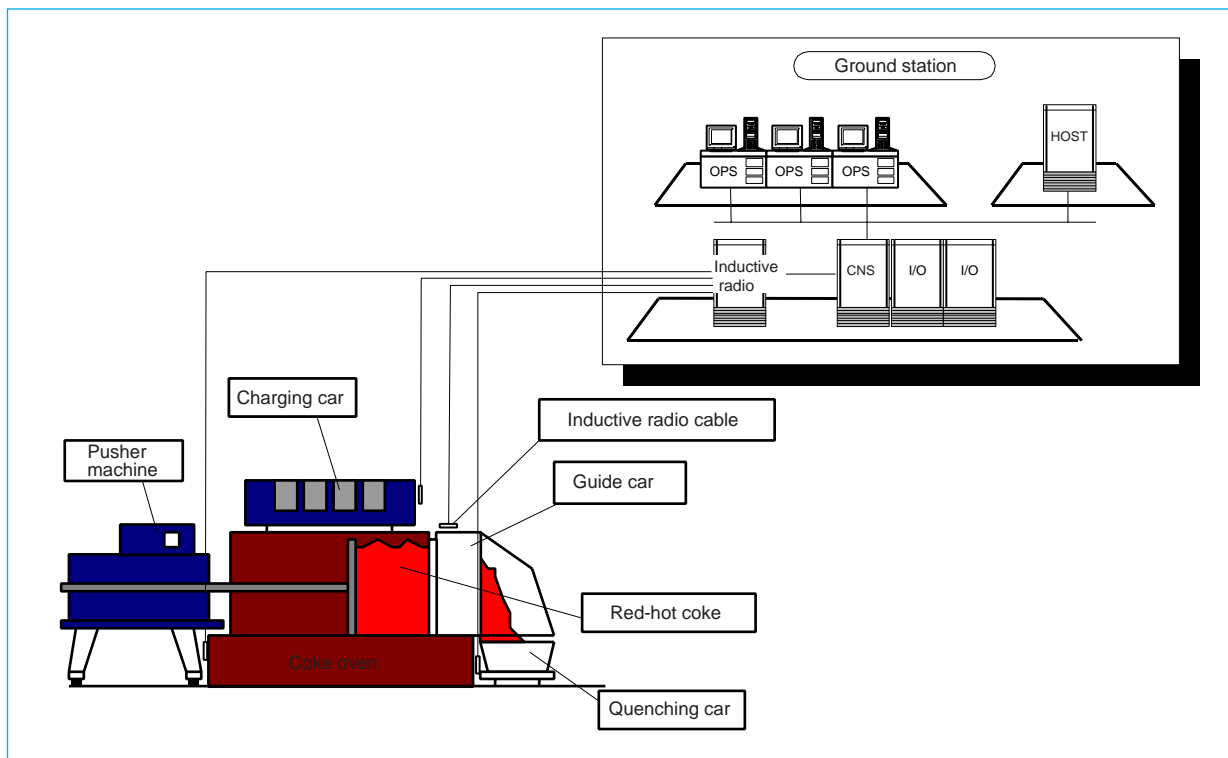 Ground station
HOST
OPS
OPS
OPS
Inductive
radio
CNS
I/O
I/O
Charging car
Inductive radio cable
Pusher
machine
Guide car
Red-hot coke
Coke oven
Quenching car